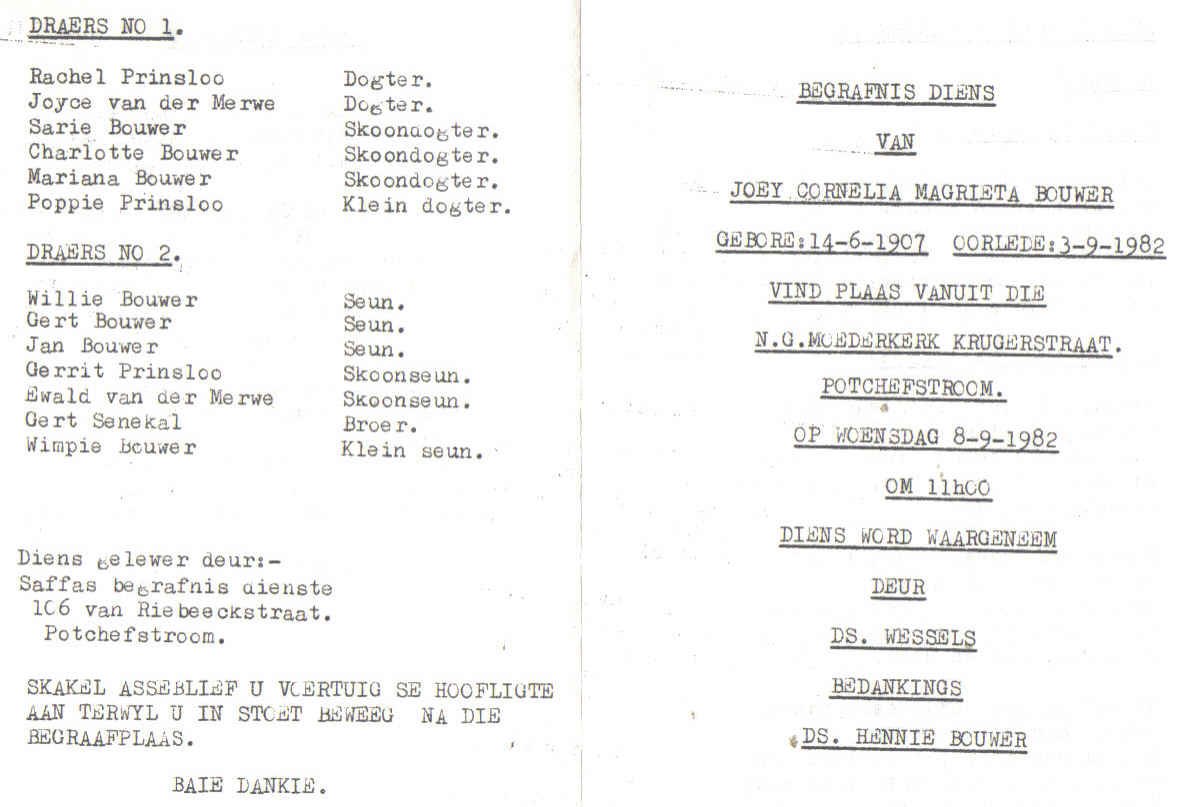 DRAERS NO 1.
Rachel Prinsloo Dogter.
Joyce van der Merwe Dogter.
Sarie Bouwer Skoondogter.
Charlotte Bouwer Skoondogter.
Mariana Bouwer Skoondogter.
Poppie Prinsloo Klein dogter.
DRAERS NO 2.
Willie Bouwer Seun.
Gert Bouwer Seun.
Jan Bouwer Seun.
Gerrit Prinsloo Skoonseun.
Ewald van der Merwe Skoonseun.
Gert Senekal Broer.
Wimpie Bouwer Klein seun.
Diens gelewer deur:-
Saffas begrafnis dienste
106 van Riebeeckstraat.
Potchefstroom.
SKAKEL ASSEBLIEF U VOERTUIG SE HOOFLIGTE
AAN TERWYL U IN STOET BEWEEG NA DIE
BEGRAAFPLAAS.
BAIE DANKIE.
BEGRAFNIS DIENS
VAN
JOEY CORNELIA MAGRIETA BOUWER
GEBORE:14-6-1907 OORLEDE:3-9-1982
VIND PLAAS VANUIT DIE
N.G.MOEDERKERK KRUGERSTRAAT.
POTCHEFSTROOM.
OP WOENSDAG 8-9-1982
OM 11h00
DIENS WORD WAARGENEEM
DEUR
DS. WESSELS
BEDANKINGS
DS. HENNIE BOUWER